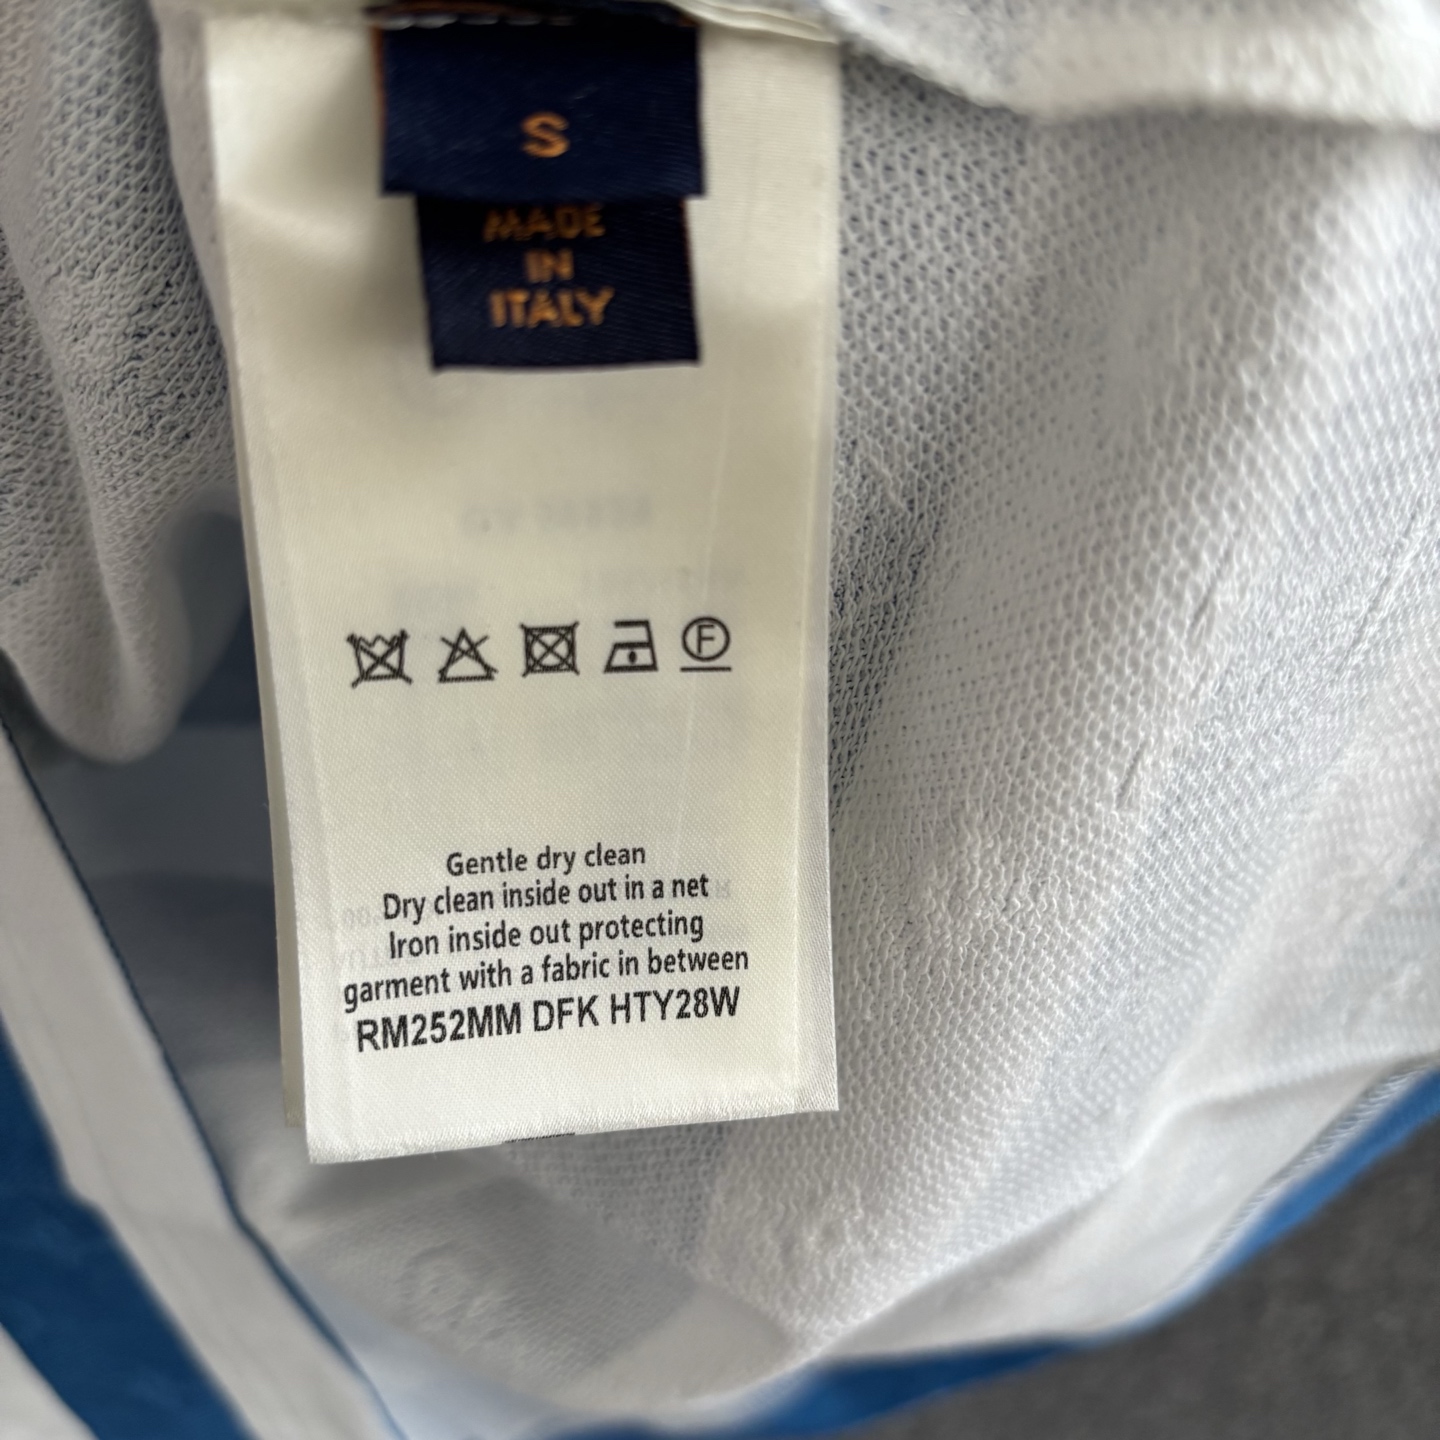 S
MADE
IN
ITALY
F
Gentle dry clean
Dry clean inside out in a net
Iron inside out protecting
garment with a fabric in between
RM252MM DFK HTY28W